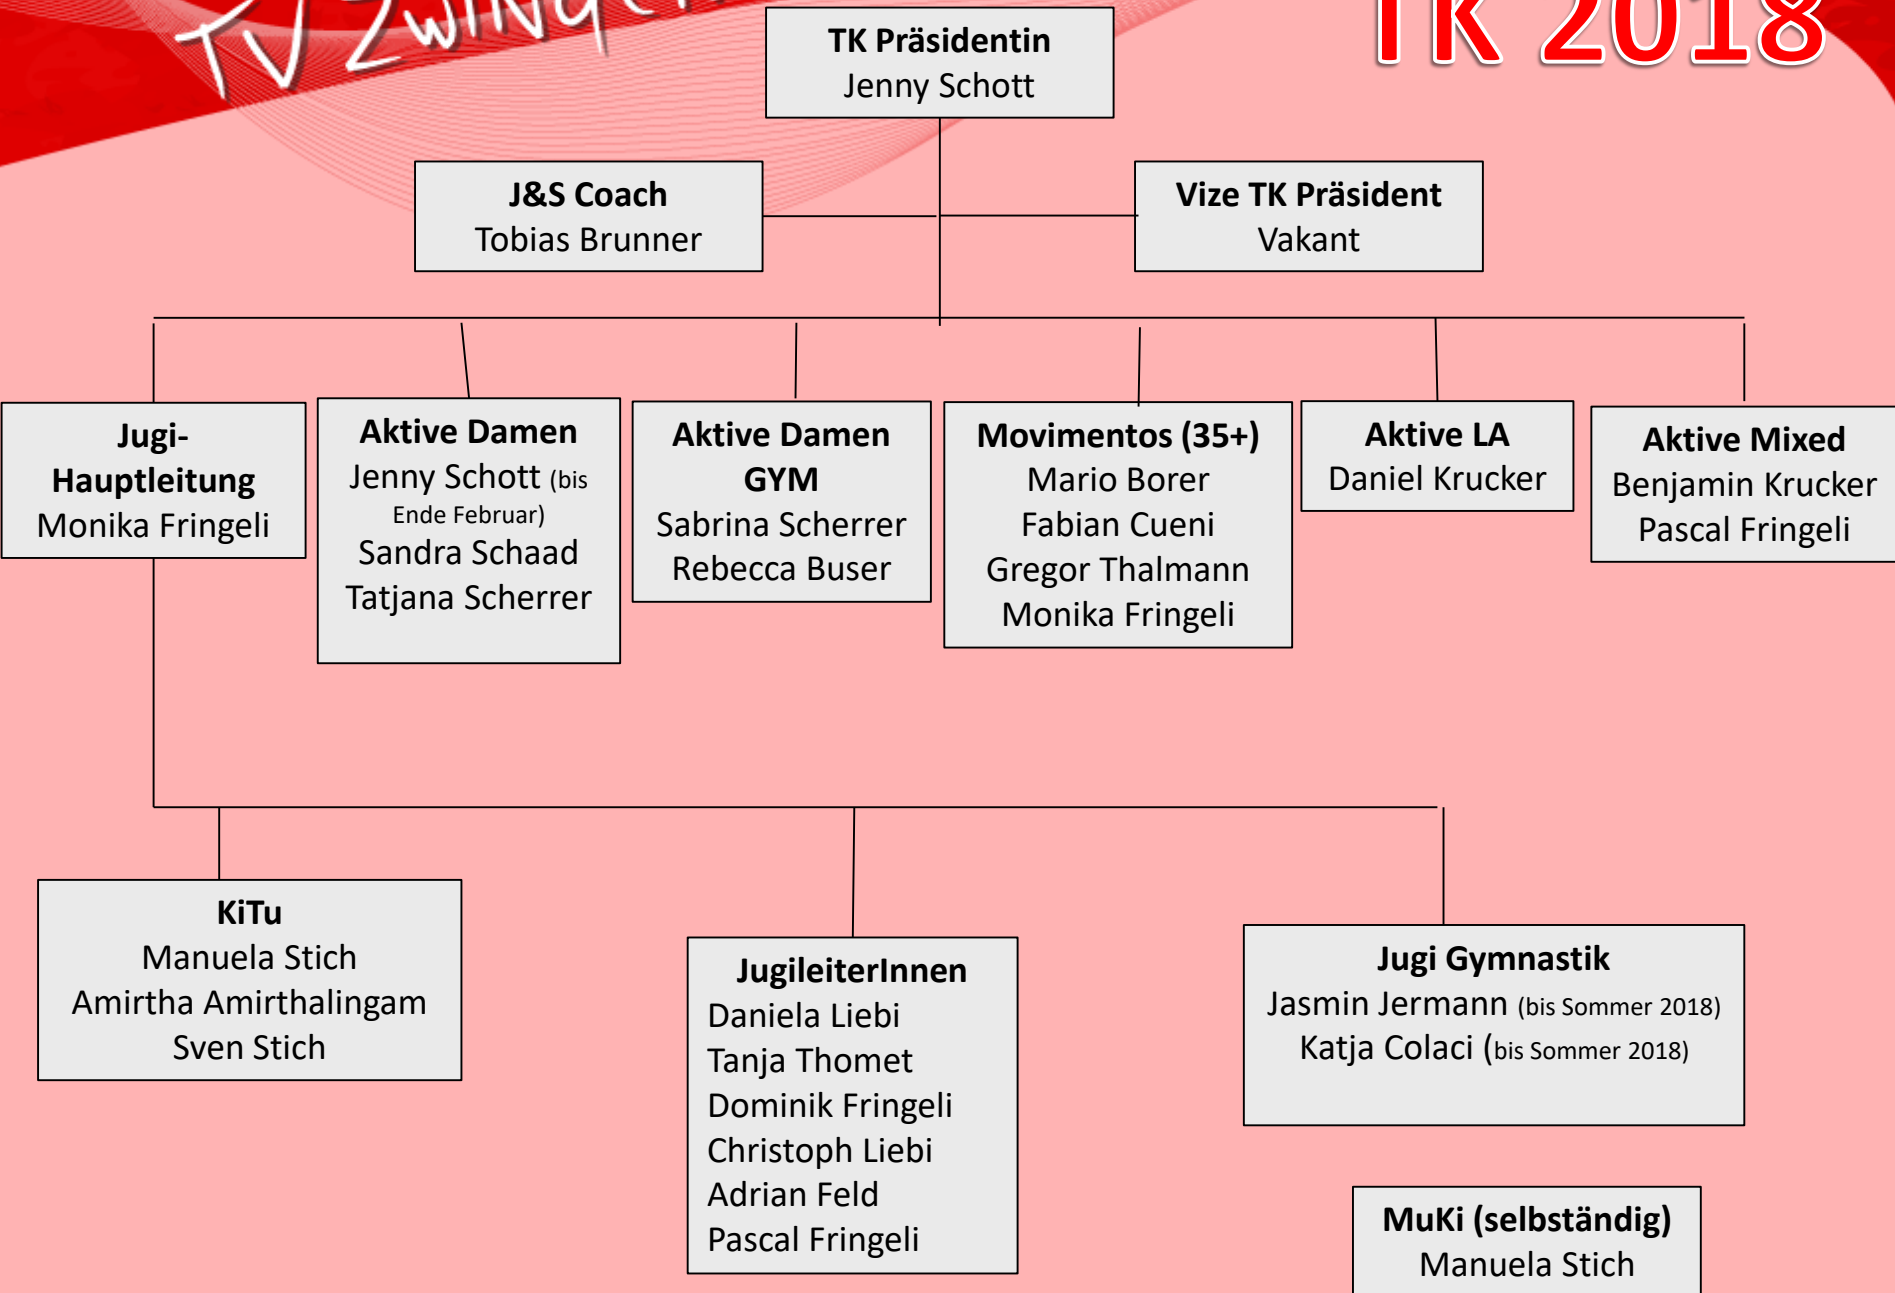 TV Zwingen
TK 2018
TK Präsidentin
Jenny Schott
J&S Coach
Tobias Brunner
Vize TK Präsident
Vakant
Jugi-
Hauptleitung
Monika Fringeli
Aktive Damen
Jenny Schott (bis
Ende Februar)
Sandra Schaad
Tatjana Scherrer
Aktive Damen
GYM
Sabrina Scherrer
Rebecca Buser
Movimentos (35+)
Mario Borer
Fabian Cueni
Gregor Thalmann
Monika Fringeli
Aktive LA
Daniel Krucker
Aktive Mixed
Benjamin Krucker
Pascal Fringeli
KiTu
Manuela Stich
Amirtha Amirthalingam
Sven Stich
JugileiterInnen
Daniela Liebi
Tanja Thomet
Dominik Fringeli
Christoph Liebi
Adrian Feld
Pascal Fringeli
Jugi Gymnastik
Jasmin Jermann (bis Sommer 2018)
Katja Colaci (bis Sommer 2018)
MuKi (selbständig)
Manuela Stich